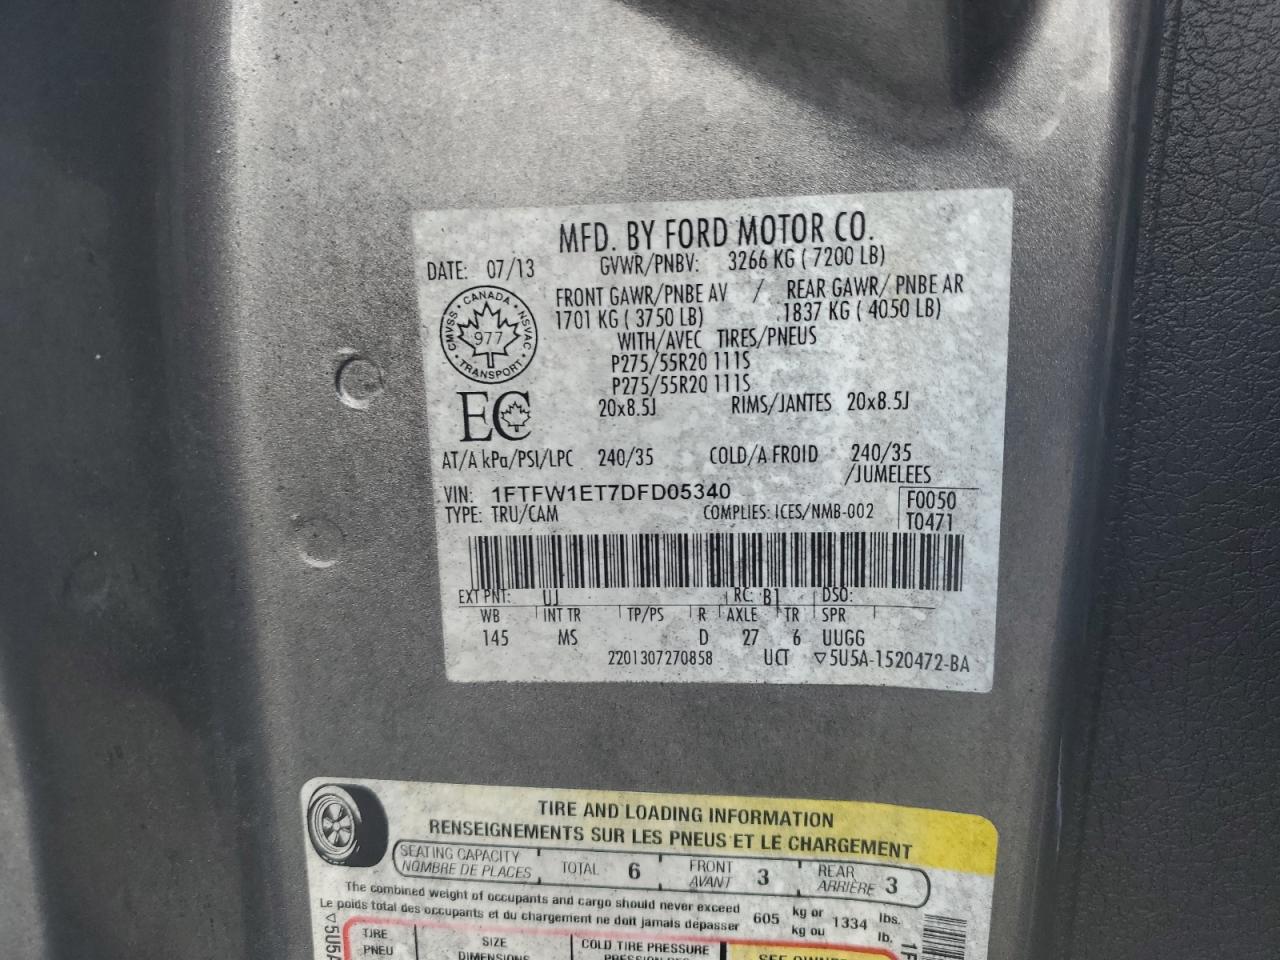 MFD. BY FORD MOTOR CO.
DATE: 07/13 GVWR/PNBV: 3266 KG ( 7200 LB)
FRONT GAWR/PNBE AV / REAR GAWR/ PNBE AR
1701 KG ( 3750 LB) 1837 KG ( 4050 LB)
WITH/AVEC TIRES/PNEUS
P275/55R20 111S
P275/55R20 111S
20x8.5J RIMS/JANTES 20x8.5J
CANADA
CMVSS NSVAC
977
TRANSPORT
EC
AT/A kPa/PSI/LPC 240/35 COLD/A FROID 240/35
/JUMELEES
VIN: 1FTFW1ET7DFD05340 F0050
TYPE: TRU/CAM COMPLIES: ICES/NMB-002 T0471
EXT PNT: UJ RC: B1 DSO:
WB INT TR TP/PS R AXLE TR SPR
145 MS D 27 6 UUGG
2201307270858 UCT ▽5U5A-1520472-BA
TIRE AND LOADING INFORMATION
RENSEIGNEMENTS SUR LES PNEUS ET LE CHARGEMENT
SEATING CAPACITY TOTAL 6 FRONT 3 REAR 3
NOMBRE DE PLACES AVANT ARRIÈRE
The combined weight of occupants and cargo should never exceed 605 kg or 1334 lbs.
Le poids total des occupants et du chargement ne doit jamais dépasser kg ou lb.
TIRE SIZE COLD TIRE PRESSURE
PNEU DIMENSIONS
▽5U5A